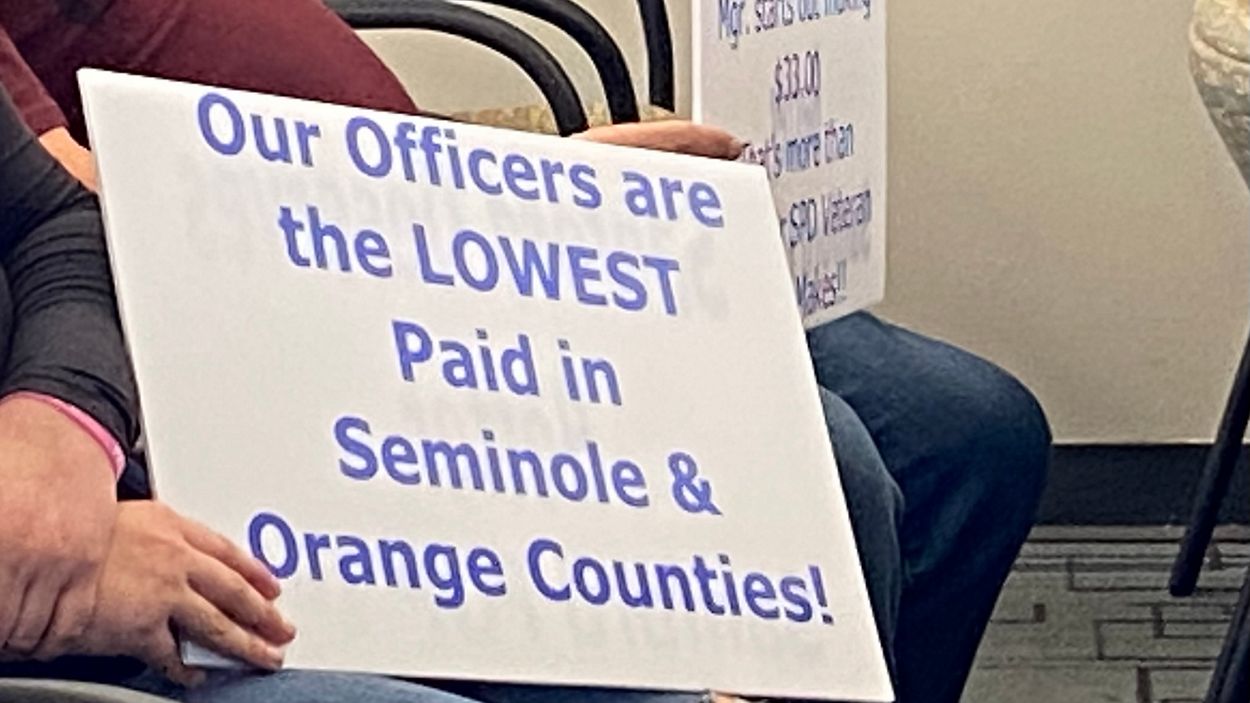 Our Officers are
the LOWEST
Paid in
Seminole &
Orange Counties!
Mgr. starts out making
$33.00
That's more than
SPD Veteran
Makes!!